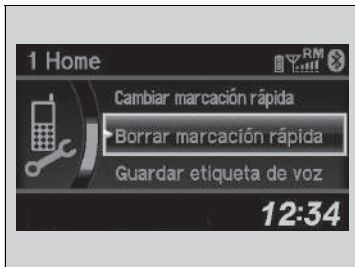 1 Home
RM
Cambiar marcación rápida
Borrar marcación rápida
Guardar etiqueta de voz
12:34